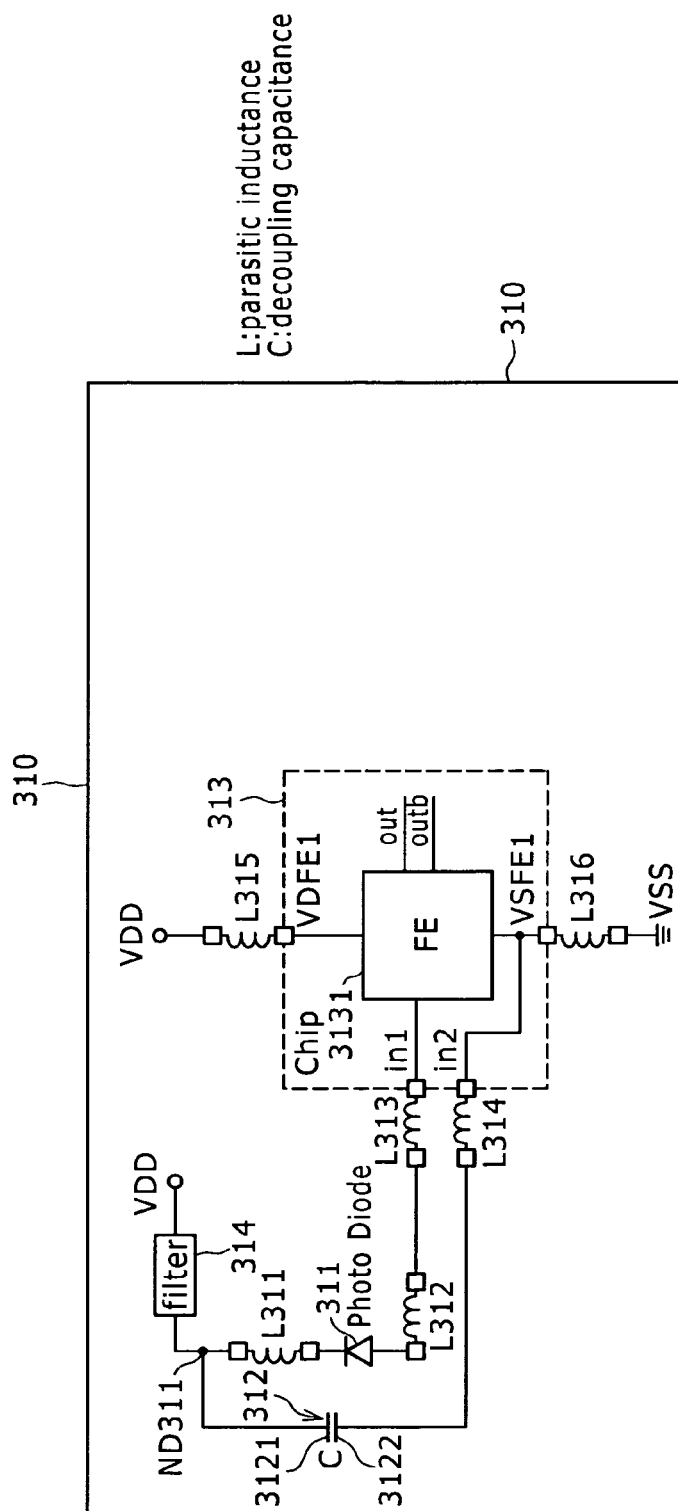 310
L:parasitic inductance
C:decoupling capacitance
310
VDD
L315
313
VDFE1
out
outb
FE
VSFE1
L316
VSS
Chip
3131
in1
in2
L313
L314
VDD
filter
314
L311
311
Photo Diode
L312
ND311
312
3121
C
3122